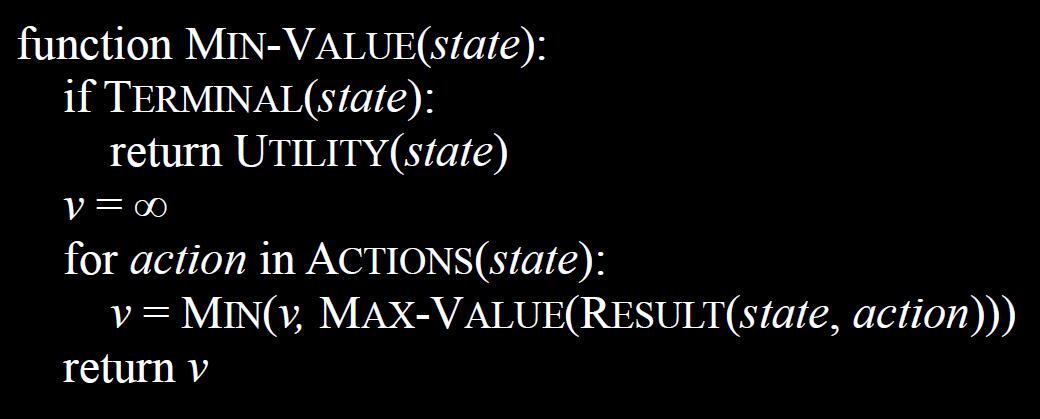 function MIN-VALUE(state):
if TERMINAL(state):
return UTILITY(state)
v = ∞
for action in ACTIONS(state):
v = MIN(v, MAX-VALUE(RESULT(state, action)))
return v